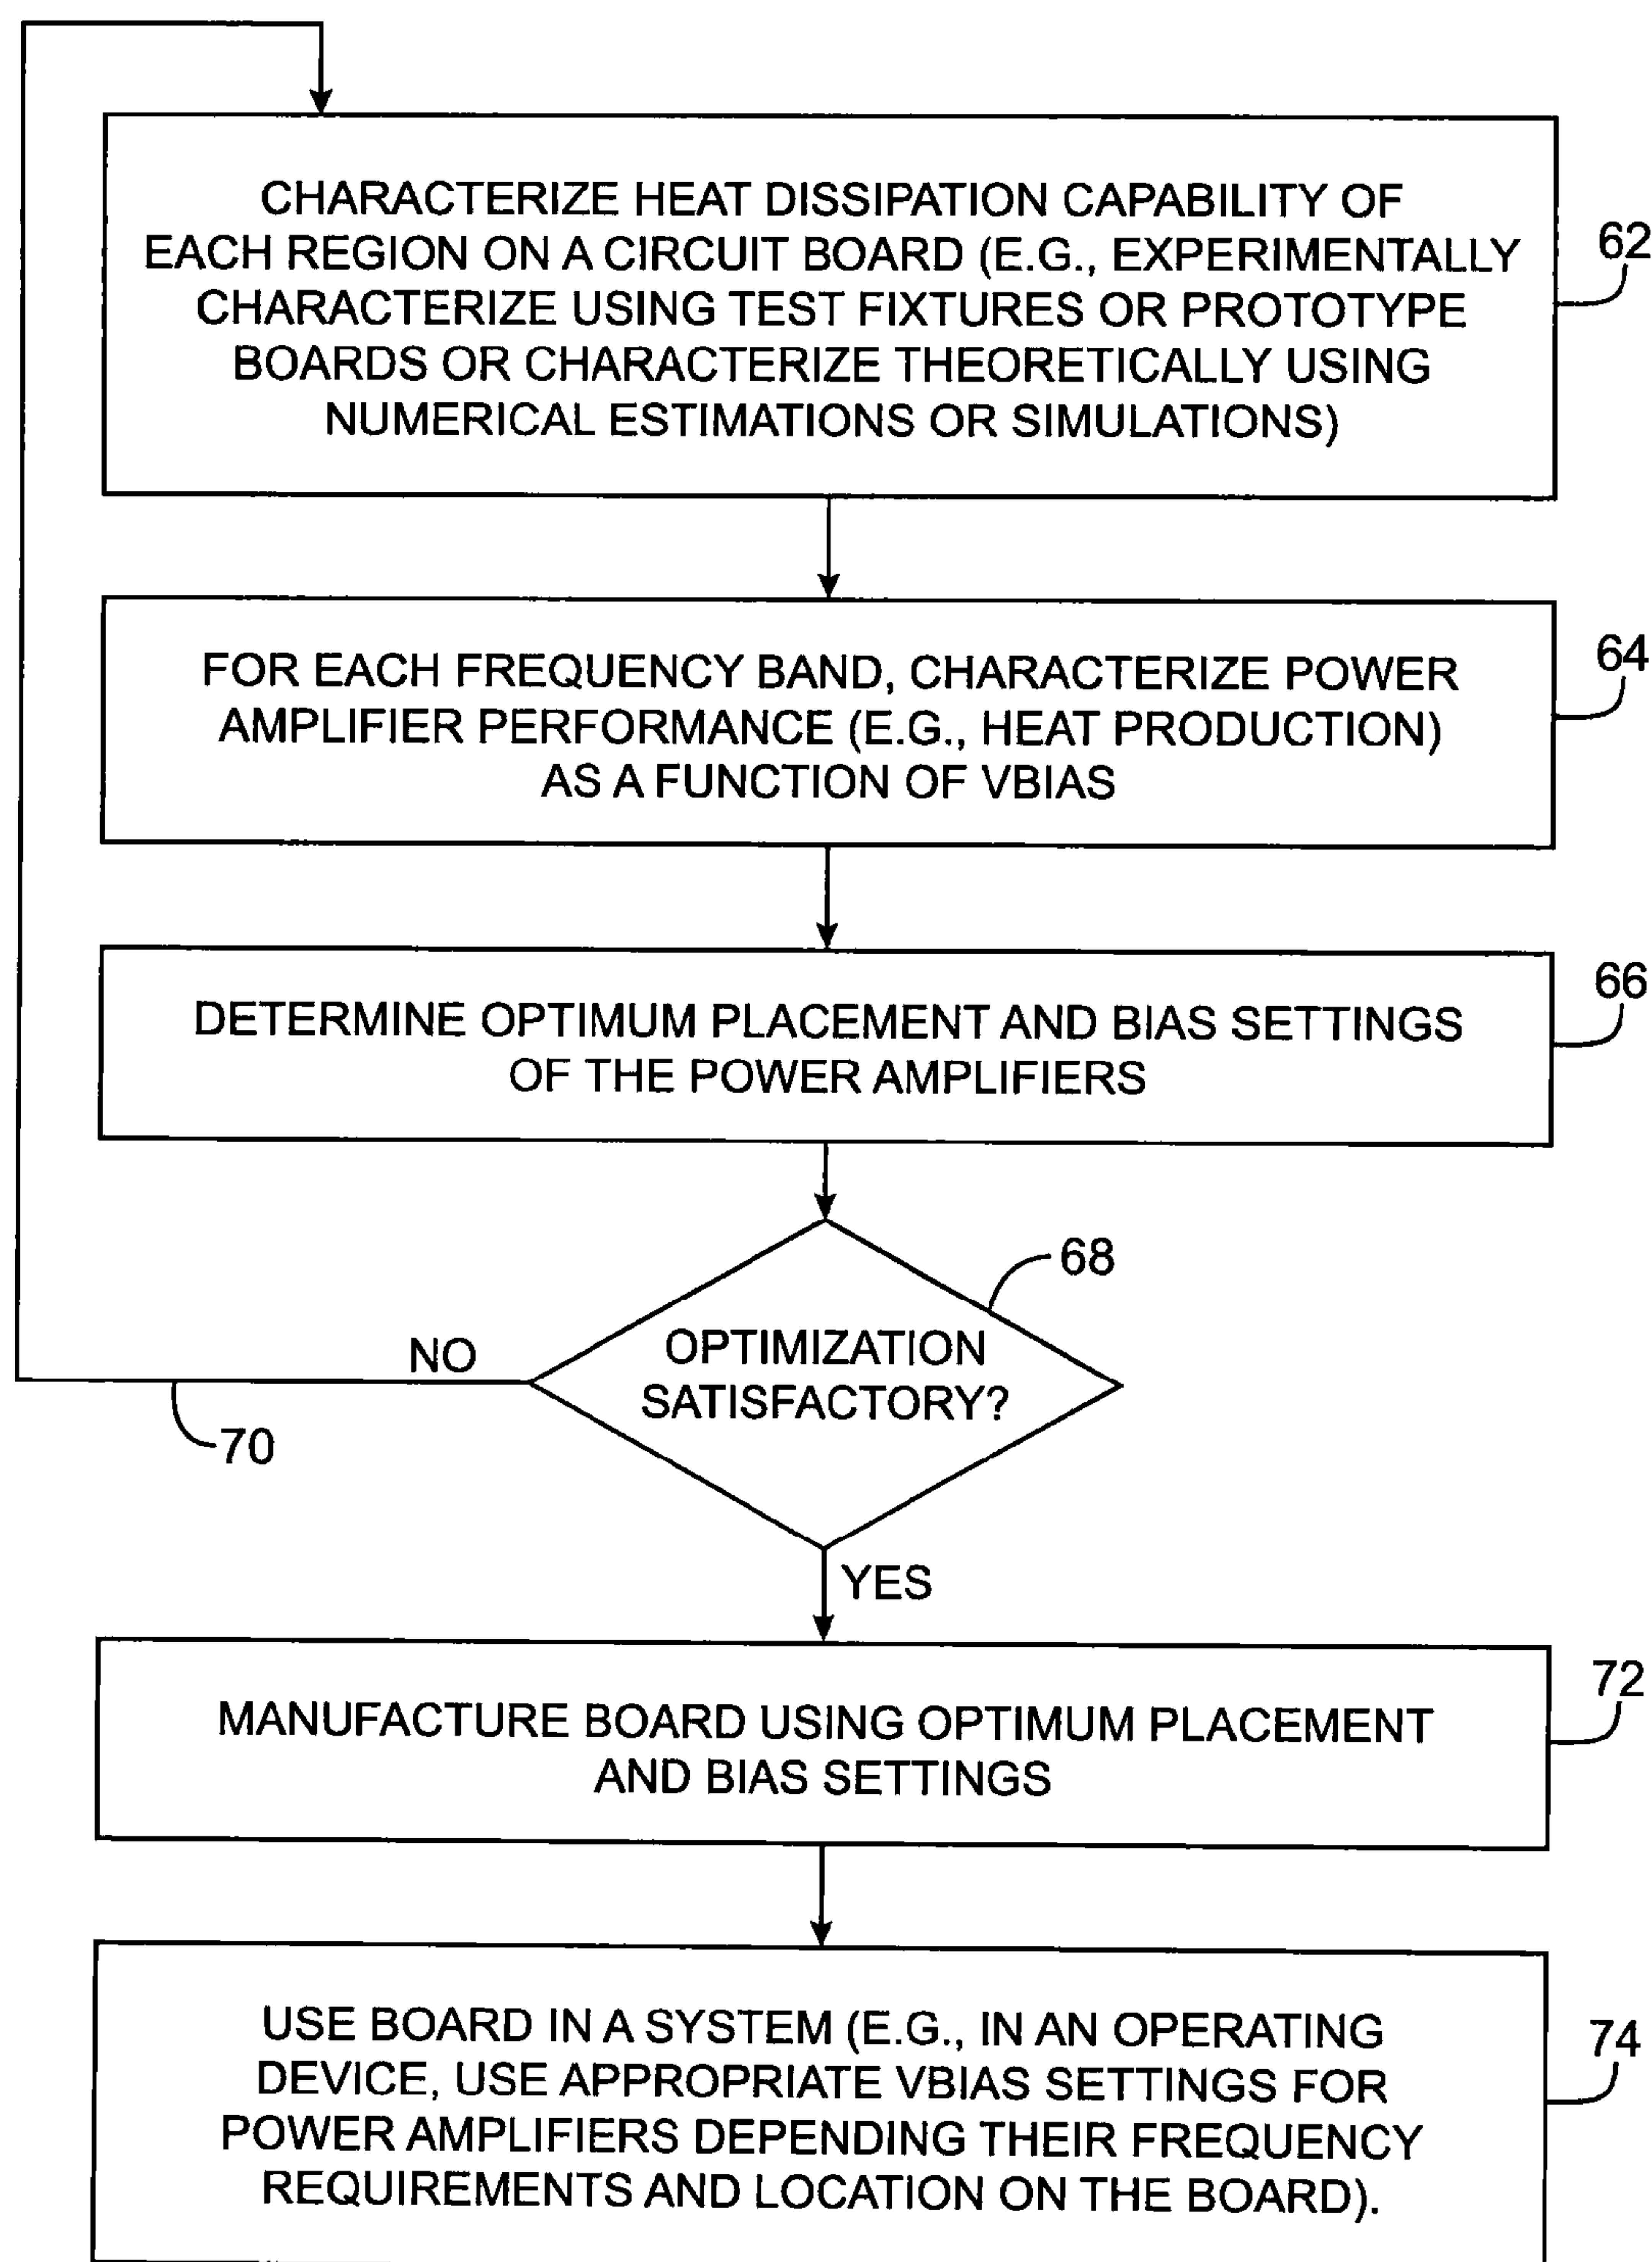 CHARACTERIZE HEAT DISSIPATION CAPABILITY OF
EACH REGION ON A CIRCUIT BOARD (E.G., EXPERIMENTALLY
CHARACTERIZE USING TEST FIXTURES OR PROTOTYPE
BOARDS OR CHARACTERIZE THEORETICALLY USING
NUMERICAL ESTIMATIONS OR SIMULATIONS)
62
FOR EACH FREQUENCY BAND, CHARACTERIZE POWER
AMPLIFIER PERFORMANCE (E.G., HEAT PRODUCTION)
AS A FUNCTION OF VBIAS
64
DETERMINE OPTIMUM PLACEMENT AND BIAS SETTINGS
OF THE POWER AMPLIFIERS
66
68
OPTIMIZATION
SATISFACTORY?
NO
70
YES
MANUFACTURE BOARD USING OPTIMUM PLACEMENT
AND BIAS SETTINGS
72
USE BOARD IN A SYSTEM (E.G., IN AN OPERATING
DEVICE, USE APPROPRIATE VBIAS SETTINGS FOR
POWER AMPLIFIERS DEPENDING THEIR FREQUENCY
REQUIREMENTS AND LOCATION ON THE BOARD).
74